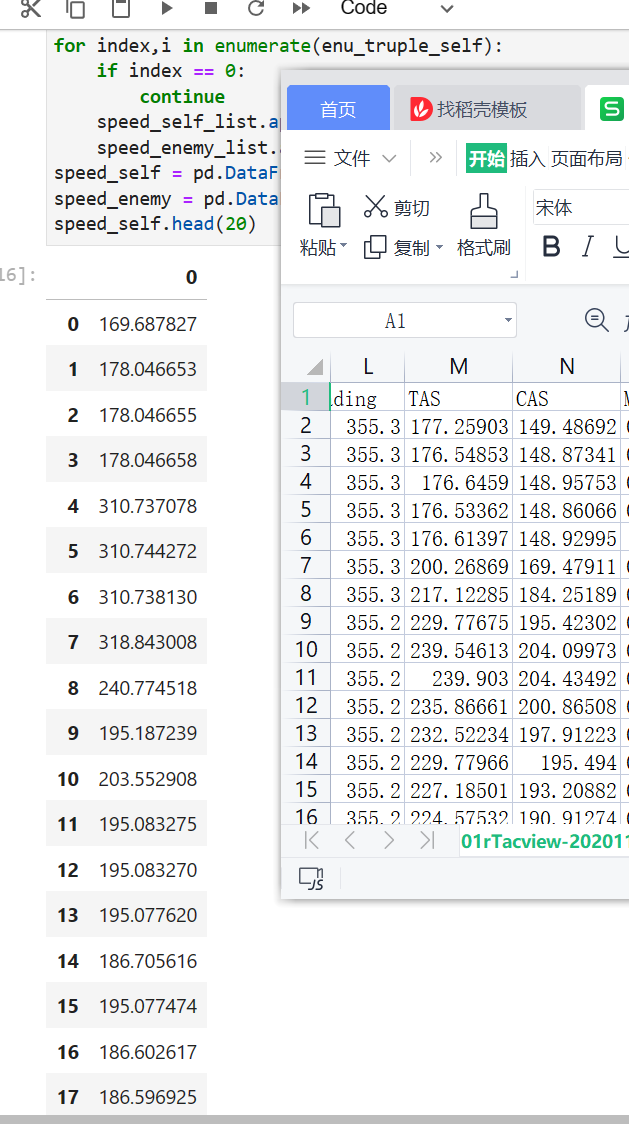 Code
for index,i in enumerate(enu_truple_self):
if index == 0:
continue
speed_self_list.
speed_enemy_list.
speed_self = pd.DataF
speed_enemy = pd.Data
speed_self.head(20)
16]:
0
0 169.687827
1 178.046653
2 178.046655
3 178.046658
4 310.737078
5 310.744272
6 310.738130
7 318.843008
8 240.774518
9 195.187239
10 203.552908
11 195.083275
12 195.083270
13 195.077620
14 186.705616
15 195.077474
16 186.602617
17 186.596925
首页 找稻壳模板 S
文件 开始 插入 页面布局
剪切 宋体
粘贴 复制 格式刷 B I U
A1
L M N
1 ding TAS CAS
2 355.3 177.25903 149.48692
3 355.3 176.54853 148.87341
4 355.3 176.6459 148.95753
5 355.3 176.53362 148.86066
6 355.3 176.61397 148.92995
7 355.3 200.26869 169.47911
8 355.3 217.12285 184.25189
9 355.2 229.77675 195.42302
10 355.2 239.54613 204.09973
11 355.2 239.903 204.43492
12 355.2 235.86661 200.86508
13 355.2 232.52234 197.91223
14 355.2 229.77966 195.494
15 355.2 227.18501 193.20882
16 355.2 224.57532 190.91274
01rTacview-202011
JS